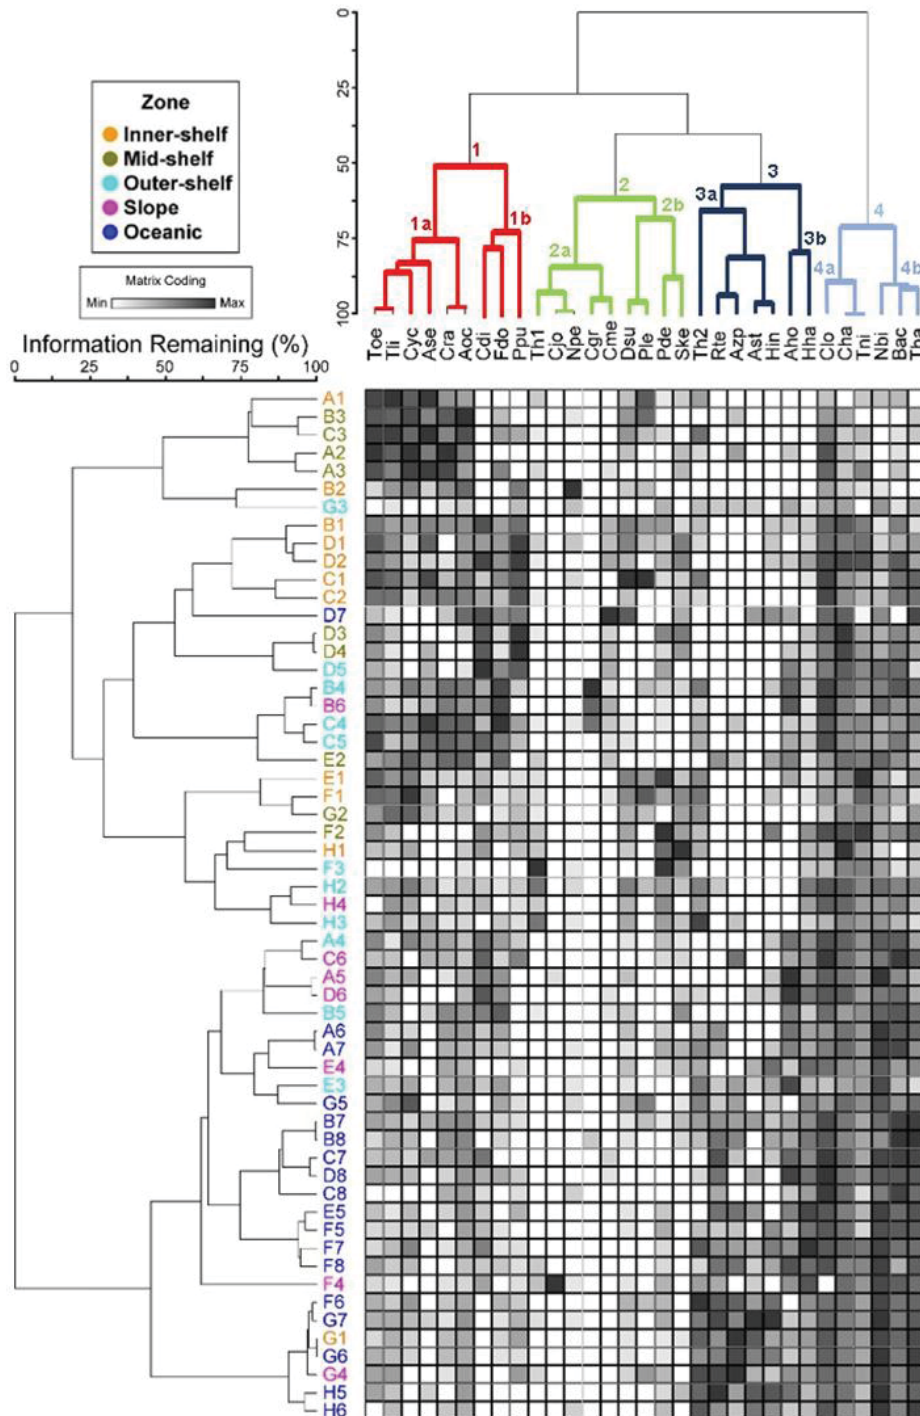 Zone
Inner-shelf
Mid-shelf
Outer-shelf
Slope
Oceanic
Matrix Coding
Min Max
0
25
50
75
100
1
1a
1b
2
2a
2b
3
3a
3b
4
4a
4b
Information Remaining (%)
0 25 50 75 100
Toe Tli Cyc Ase Cra Aoc Cdi Fdo Ppu Th1 Cjo Npe Cgr Cme Dsu Ple Pde Ske Th2 Rte Azp Ast Hin Aho Hha Clo Cha Tni Nbi Bac Tha
A1
B3
C3
A2
A3
B2
G3
B1
D1
D2
C1
C2
D7
D3
D4
D5
B4
B6
C4
C5
E2
E1
F1
G2
F2
H1
F3
H2
H4
H3
A4
C6
A5
D6
B5
A6
A7
E4
E3
G5
B7
B8
C7
D8
C8
E5
F5
F7
F8
F4
F6
G7
G1
G6
G4
H5
H6